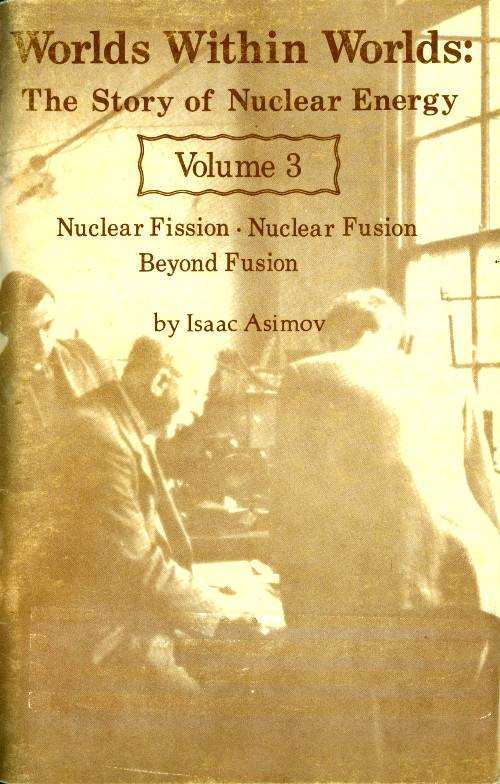 Worlds Within Worlds:
The Story of Nuclear Energy
Volume 3
Nuclear Fission · Nuclear Fusion
Beyond Fusion
by Isaac Asimov